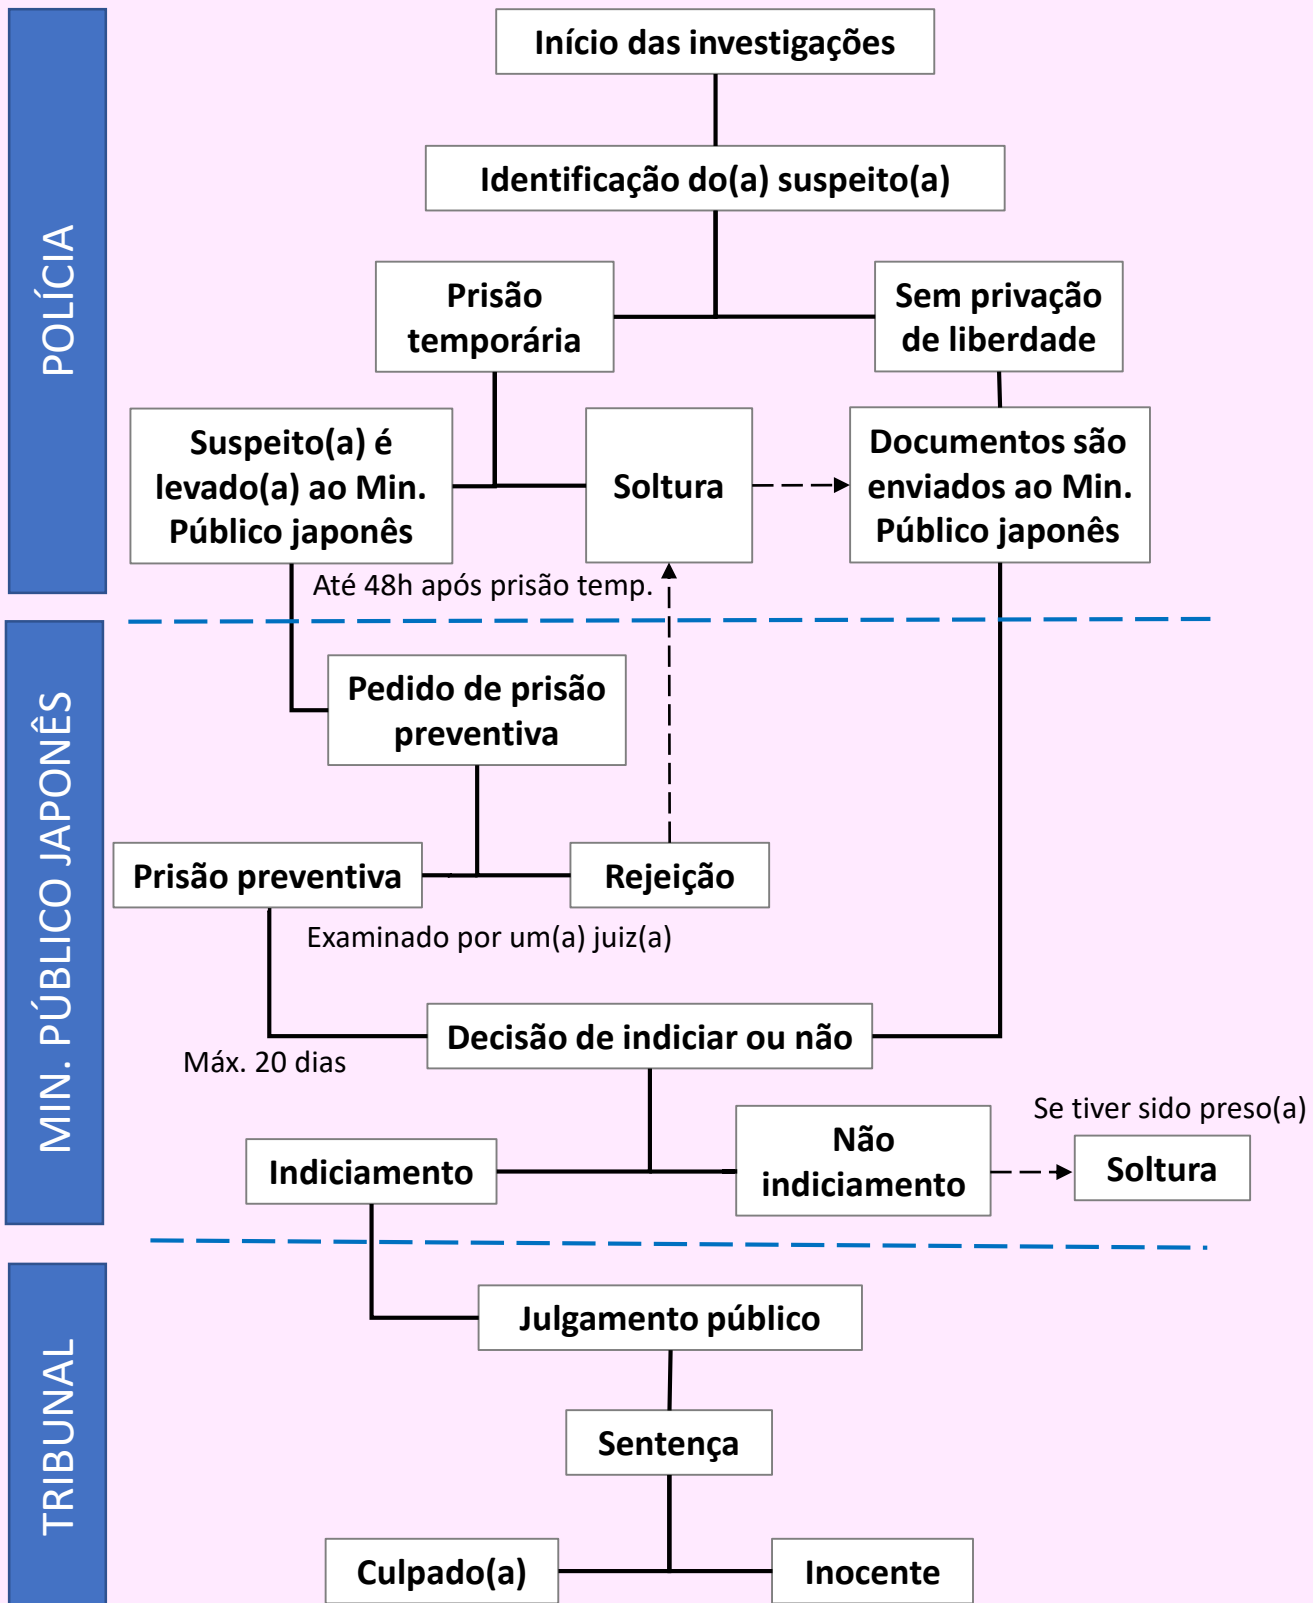 POLÍCIA
Início das investigações
Identificação do(a) suspeito(a)
Prisão
temporária
Sem privação
de liberdade
Suspeito(a) é
levado(a) ao Min.
Público japonês
Soltura
Documentos são
enviados ao Min.
Público japonês
Até 48h após prisão temp.
MIN. PÚBLICO JAPONÊS
Pedido de prisão
preventiva
Prisão preventiva
Rejeição
Examinado por um(a) juiz(a)
Decisão de indiciar ou não
Máx. 20 dias
Indiciamento
Não
indiciamento
Se tiver sido preso(a)
Soltura
TRIBUNAL
Julgamento público
Sentença
Culpado(a)
Inocente